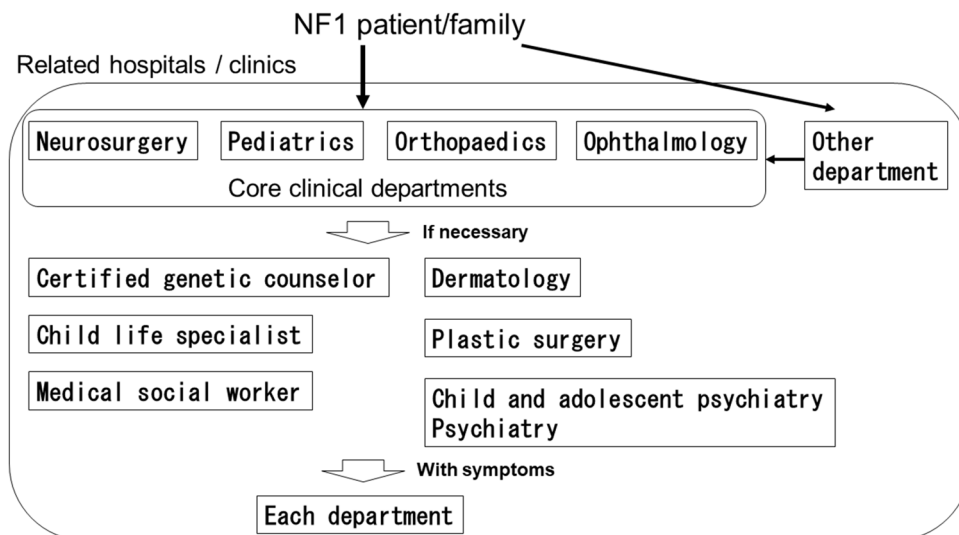 NF1 patient/family
Related hospitals / clinics
Neurosurgery
Pediatrics
Orthopaedics
Ophthalmology
Other
department
Core clinical departments
If necessary
Certified genetic counselor
Dermatology
Child life specialist
Plastic surgery
Medical social worker
Child and adolescent psychiatry
Psychiatry
With symptoms
Each department